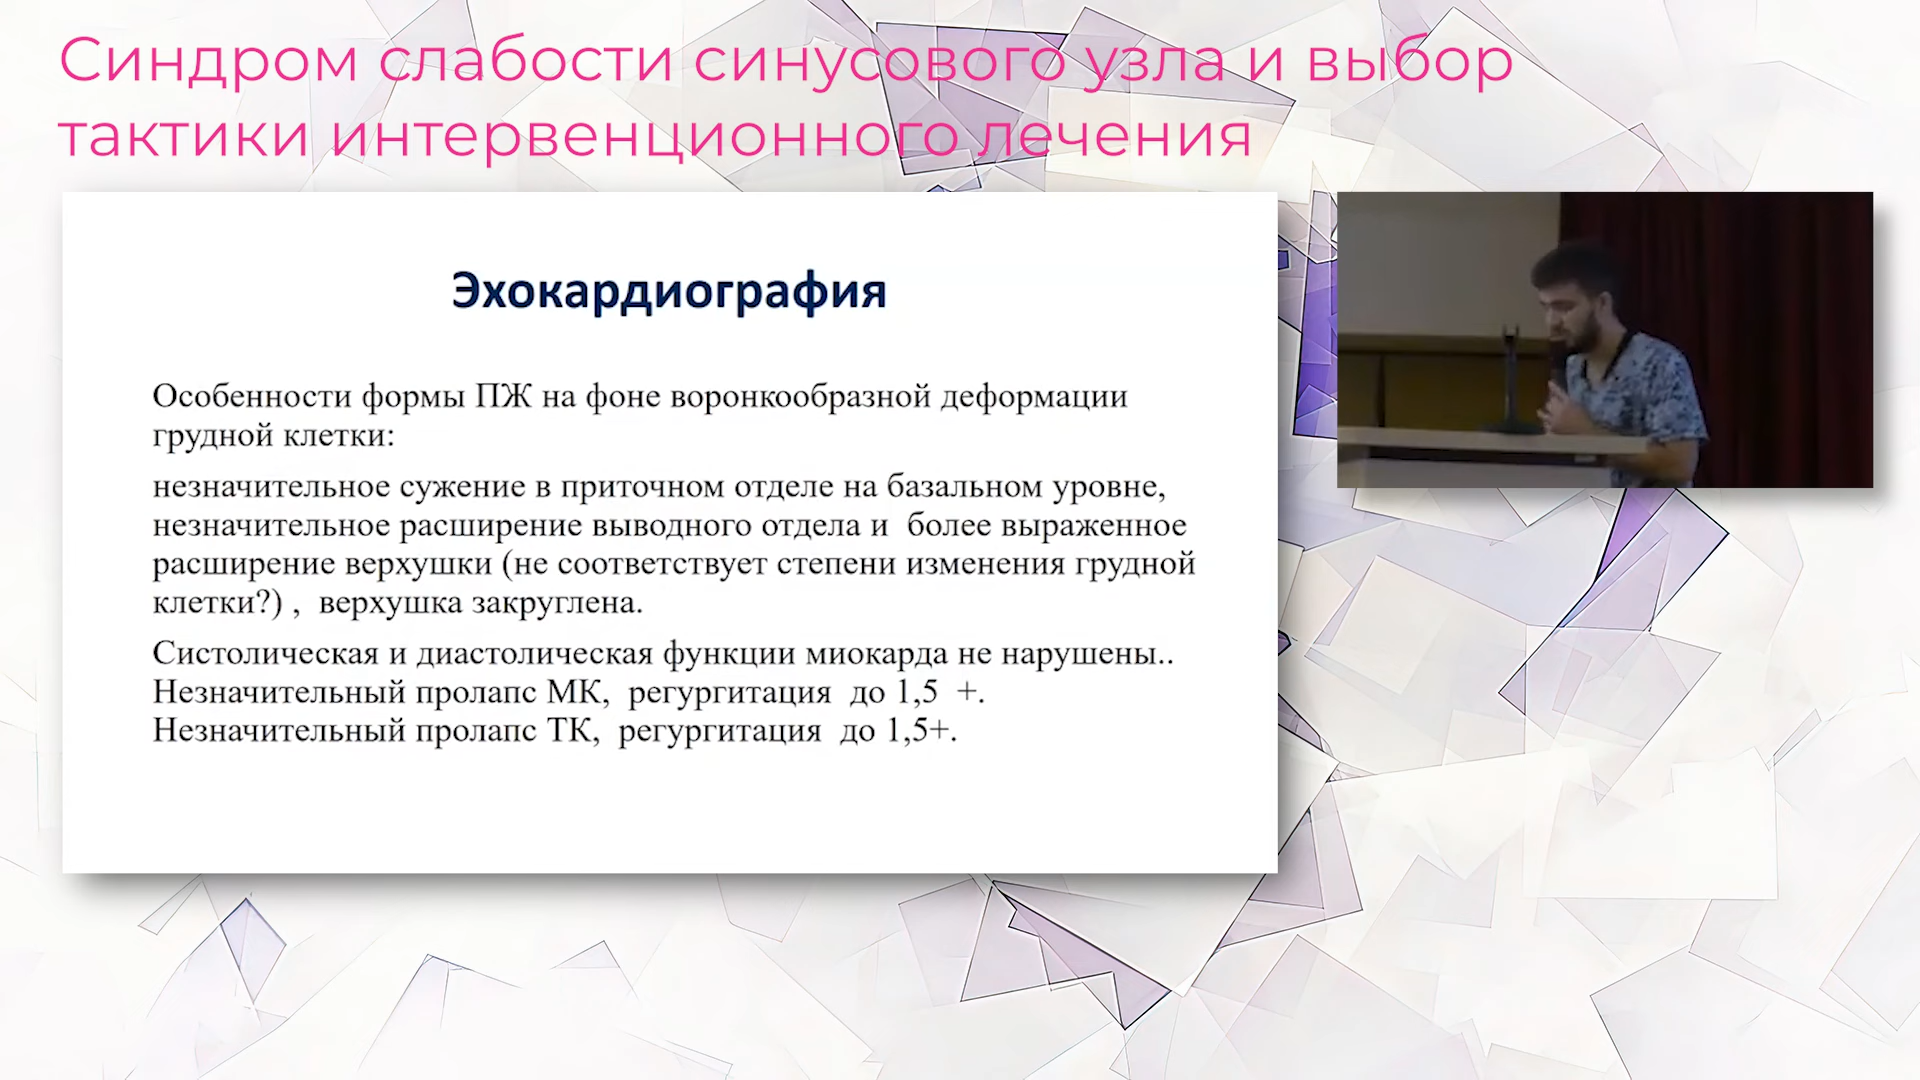 Синдром слабости синусового узла и выбор
тактики интервенционного лечения
Эхокардиография
Особенности формы ПЖ на фоне воронкообразной деформации
грудной клетки:
незначительное сужение в приточном отделе на базальном уровне,
незначительное расширение выводного отдела и  более выраженное
расширение верхушки (не соответствует степени изменения грудной
клетки?) ,  верхушка закруглена.
Систолическая и диастолическая функции миокарда не нарушены..
Незначительный пролапс МК,  регургитация  до 1,5  +.
Незначительный пролапс ТК,  регургитация  до 1,5+.